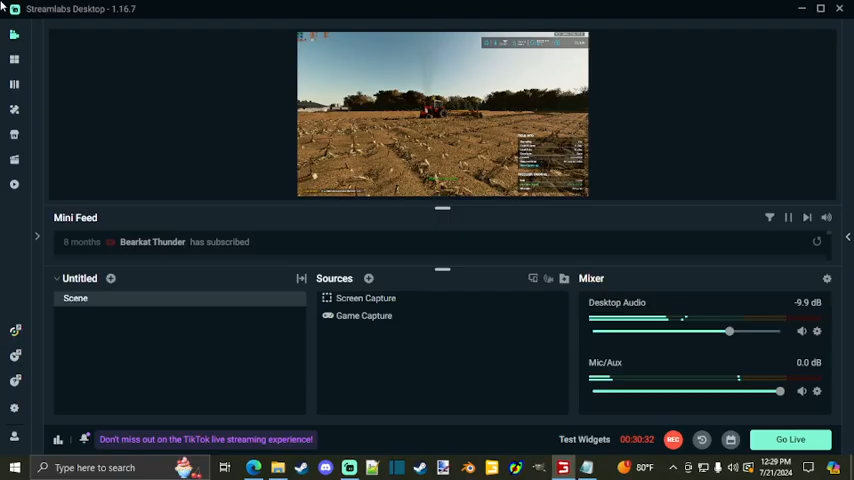 Streamlabs Desktop - 1.16.7
Mini Feed
8 months Bearkat Thunder has subscribed
Untitled
Sources
Mixer
Scene
Screen Capture
Game Capture
Desktop Audio -9.9 dB
Mic/Aux 0.0 dB
Don't miss out on the TikTok live streaming experience!
Test Widgets 00:30:32 REC Go Live
Type here to search
80°F
12:29 PM
7/21/2024